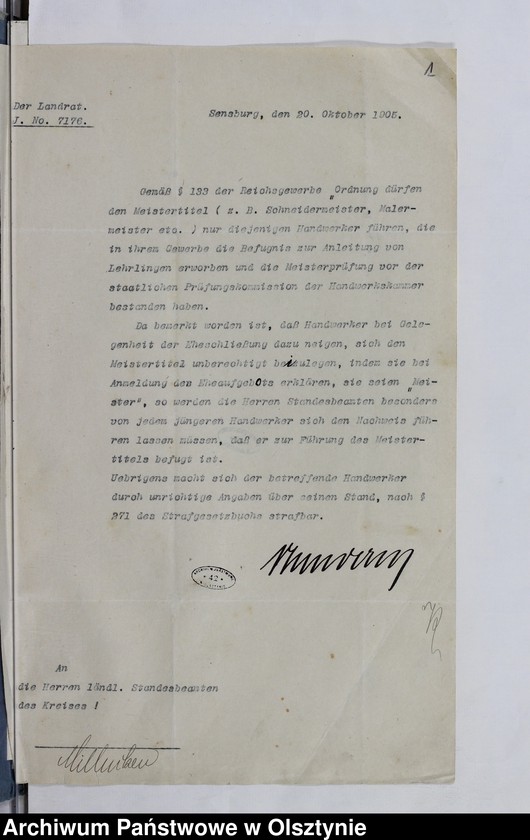 1
Der Landrat.
J. No. 7176.
Sensburg, den 20. Oktober 1905.
Gemäß § 133 der Reichsgewerbe „Ordnung dürfen
den Meistertitel ( z. B. Schneidermeister, Maler-
meister etc. ) nur diejenigen Handwerker führen, die
in ihrem Gewerbe die Befugnis zur Anleitung von
Lehrlingen erworben und die Meisterprüfung vor der
staatlichen Prüfungskommission der Handwerkskammer
bestanden haben.
Da bemerkt worden ist, daß Handwerker bei Gele-
genheit der Eheschließung dazu neigen, sich den
Meistertitel unberechtigt beizulegen, indem sie bei
Anmeldung des Eheaufgebots erklären, sie seien „Mei-
ster", so werden die Herren Standesbeamten besonders
von jedem jüngeren Handwerker sich den Nachweis füh-
ren lassen müssen, daß er zur Führung des Meister-
titels befugt ist.
Uebrigens macht sich der betreffende Handwerker
durch unrichtige Angaben über seinen Stand, nach §
271 des Strafgesetzbuchs strafbar.
42
An
die Herren ländl. Standesbeamten
des Kreises !
Archiwum Państwowe w Olsztynie